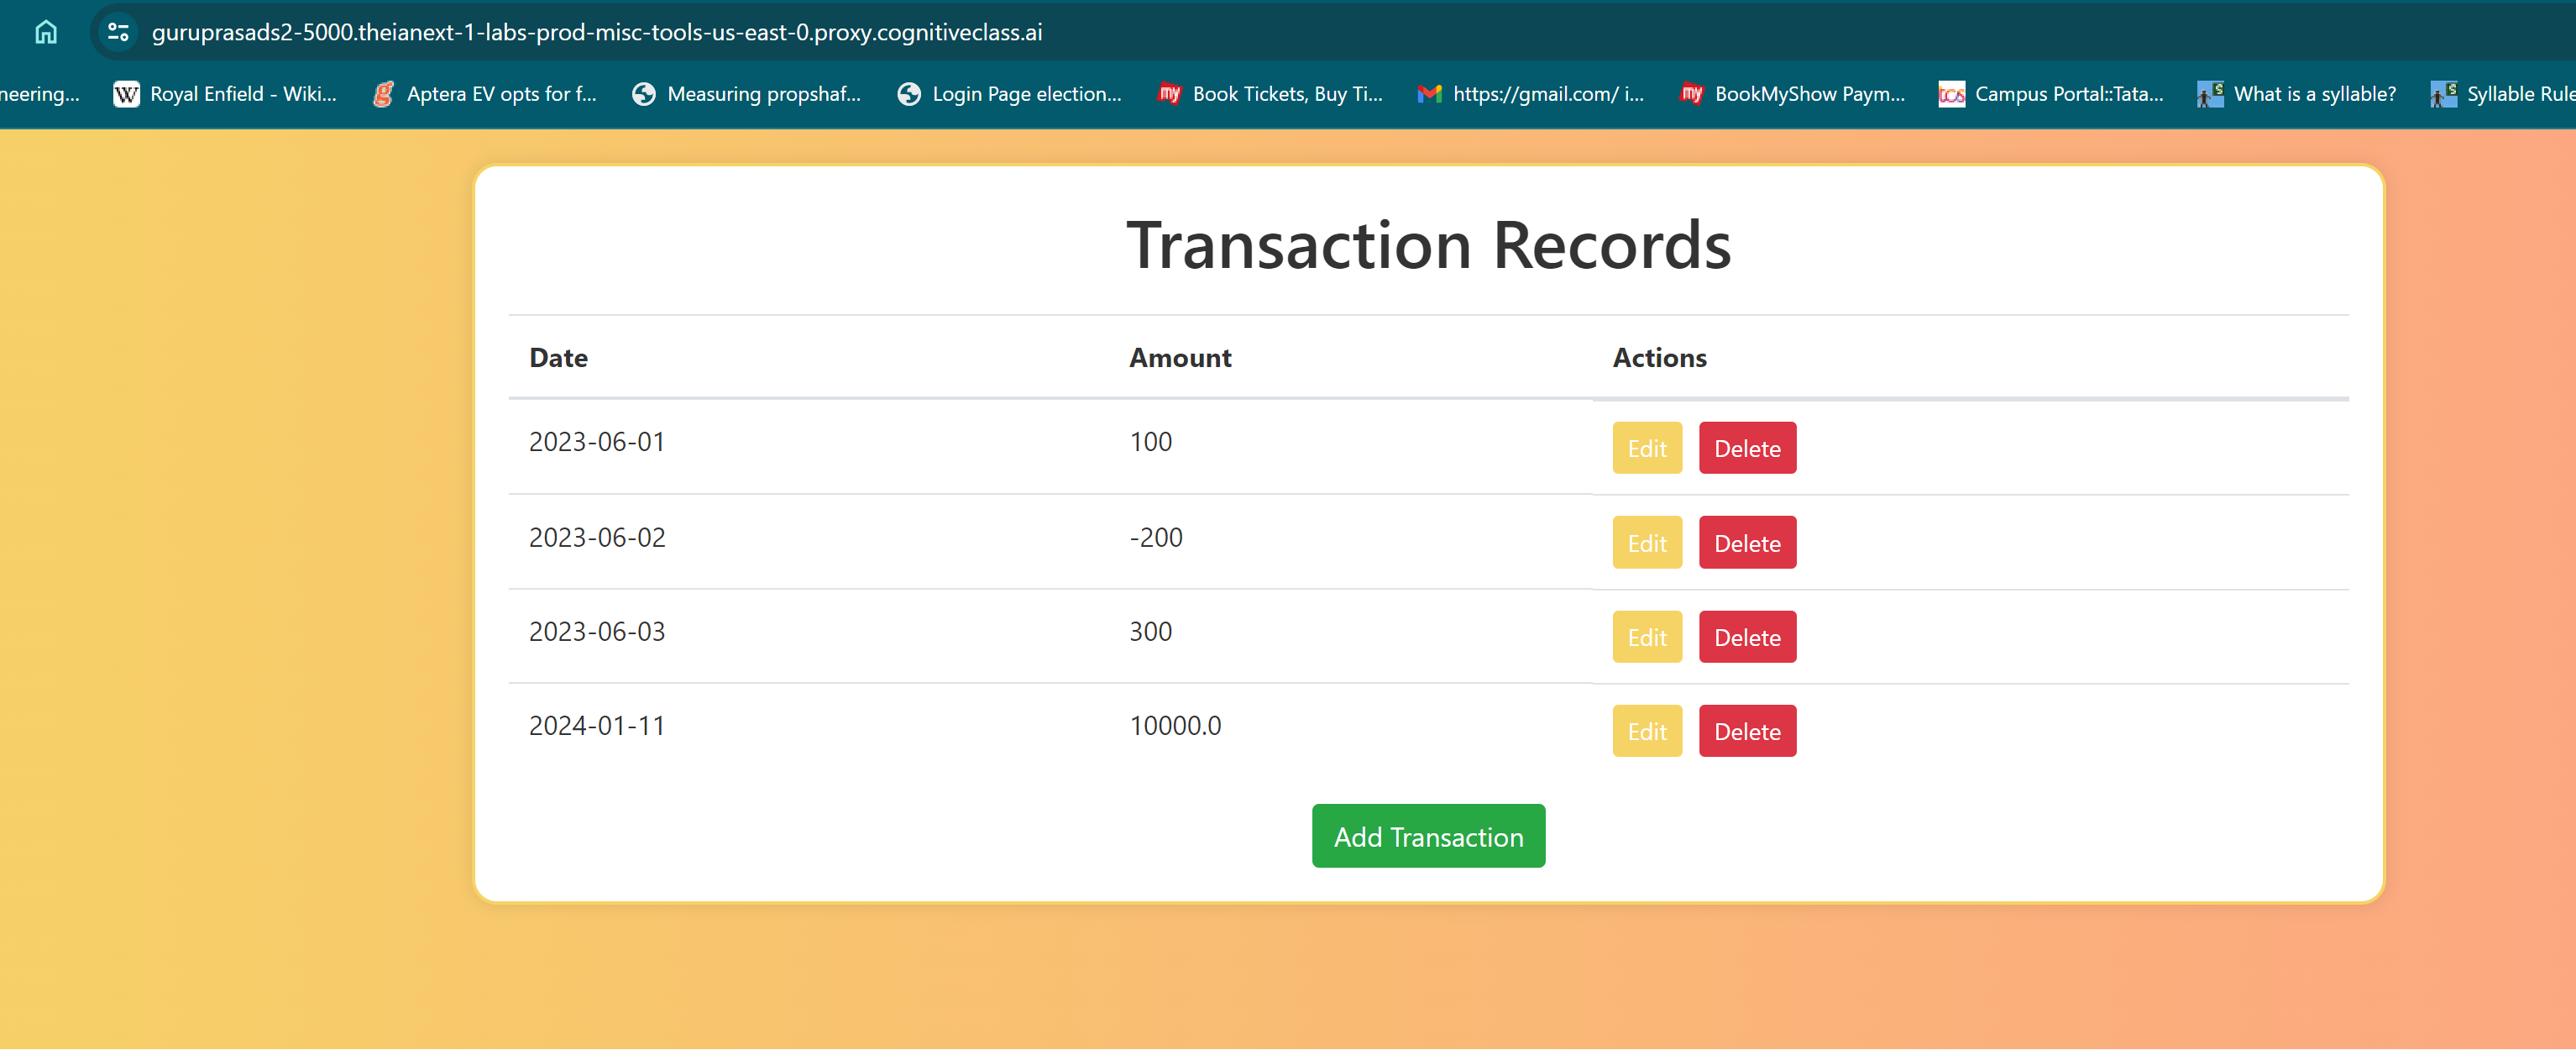 guruprasads2-5000.theianext-1-labs-prod-misc-tools-us-east-0.proxy.cognitiveclass.ai
neering... Royal Enfield - Wiki... Aptera EV opts for f... Measuring propshaf... Login Page election... my Book Tickets, Buy Ti... https://gmail.com/ i... my BookMyShow Paym... tcs Campus Portal::Tata... What is a syllable? Syllable Rule
Transaction Records
Date Amount Actions
2023-06-01 100 Edit Delete
2023-06-02 -200 Edit Delete
2023-06-03 300 Edit Delete
2024-01-11 10000.0 Edit Delete
Add Transaction